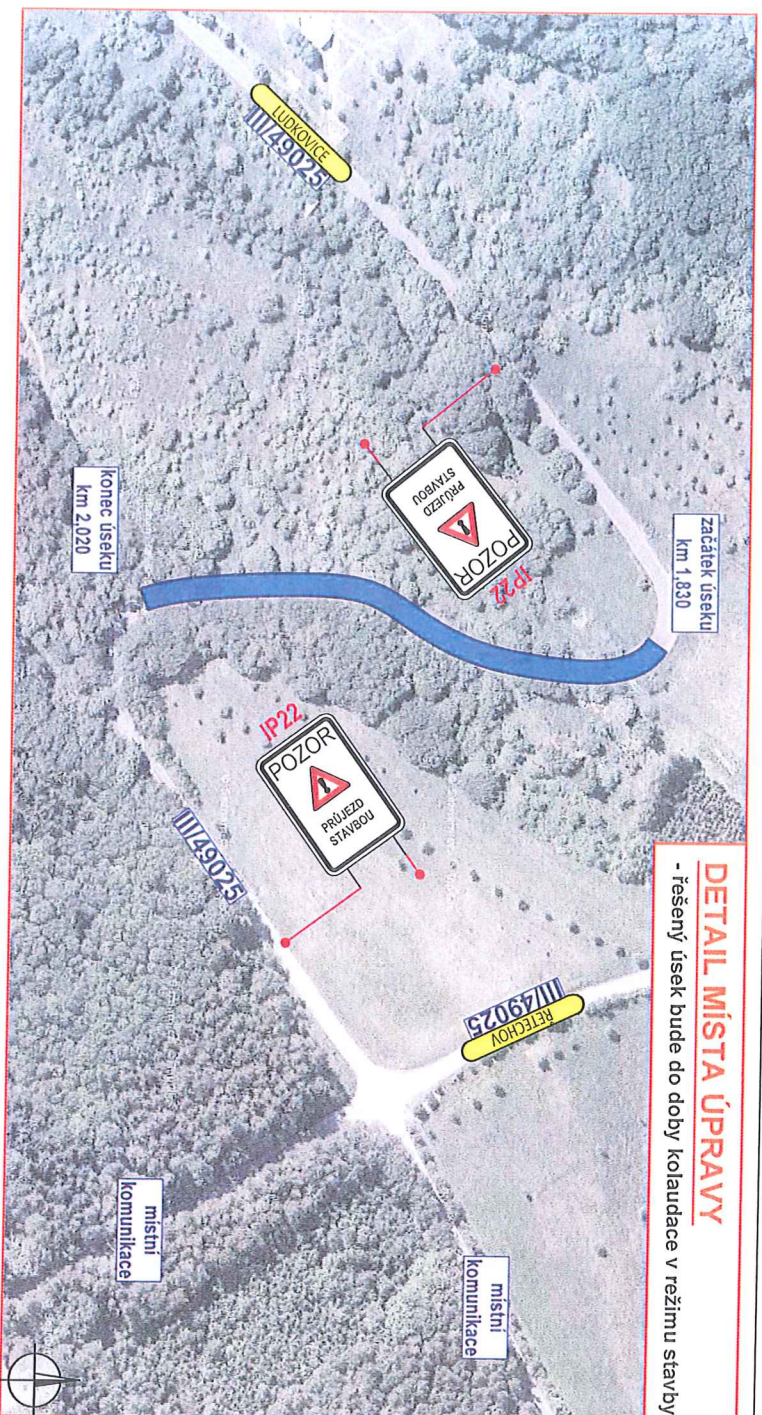 DETAIL MÍSTA ÚPRAVY
- řešený úsek bude do doby kolaudace v režimu stavby
LUDKOVICE
III/49025
začátek úseku
km 1,830
POZOR
PRŮJEZD
STAVBOU
IP22
konec úseku
km 2,020
IP22
POZOR
PRŮJEZD
STAVBOU
III/49025
ŘETECHOV
III/49025
místní
komunikace
místní
komunikace